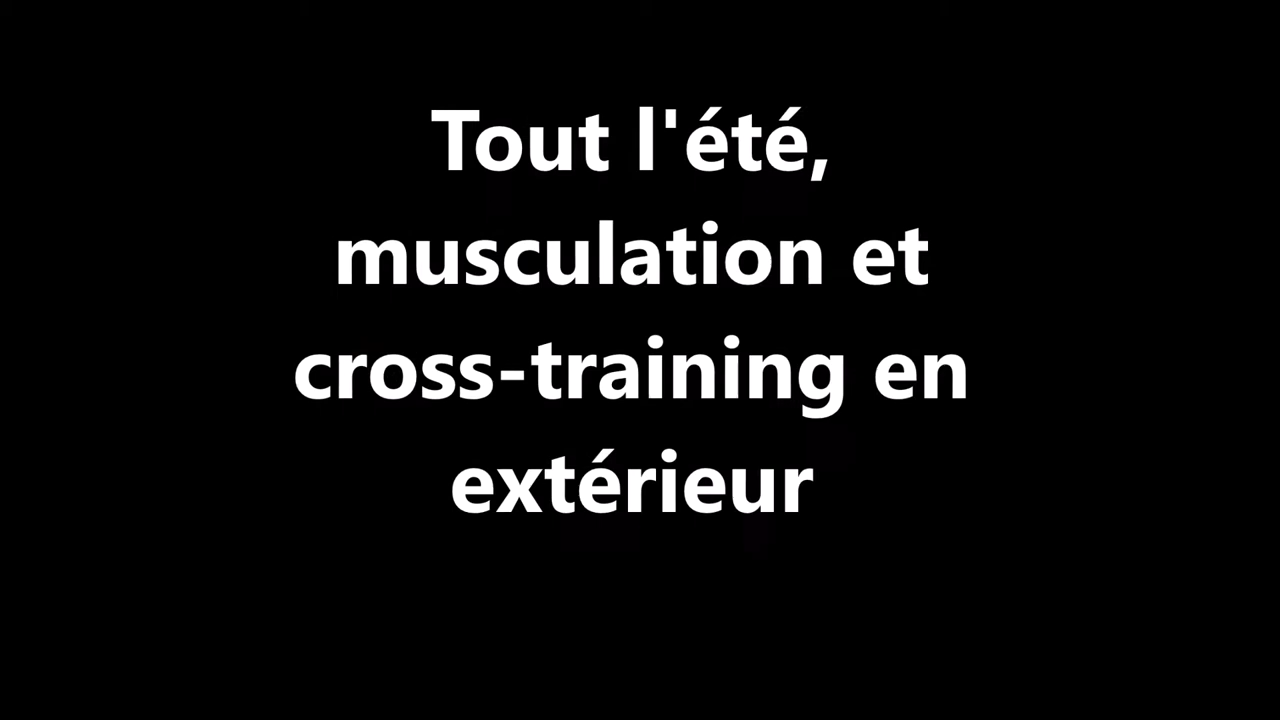 Tout l'été,
musculation et
cross-training en
extérieur